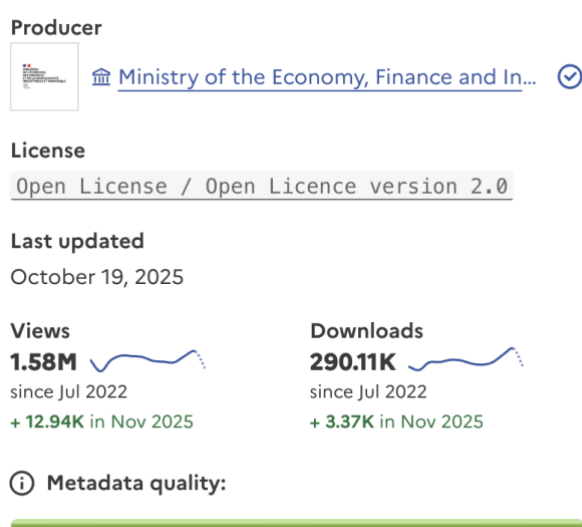 Producer
Ministry of the Economy, Finance and In...
License
Open License / Open Licence version 2.0
Last updated
October 19, 2025
Views
Downloads
1.58M
290.11K
since Jul 2022
since Jul 2022
+ 12.94K in Nov 2025
+ 3.37K in Nov 2025
Metadata quality: